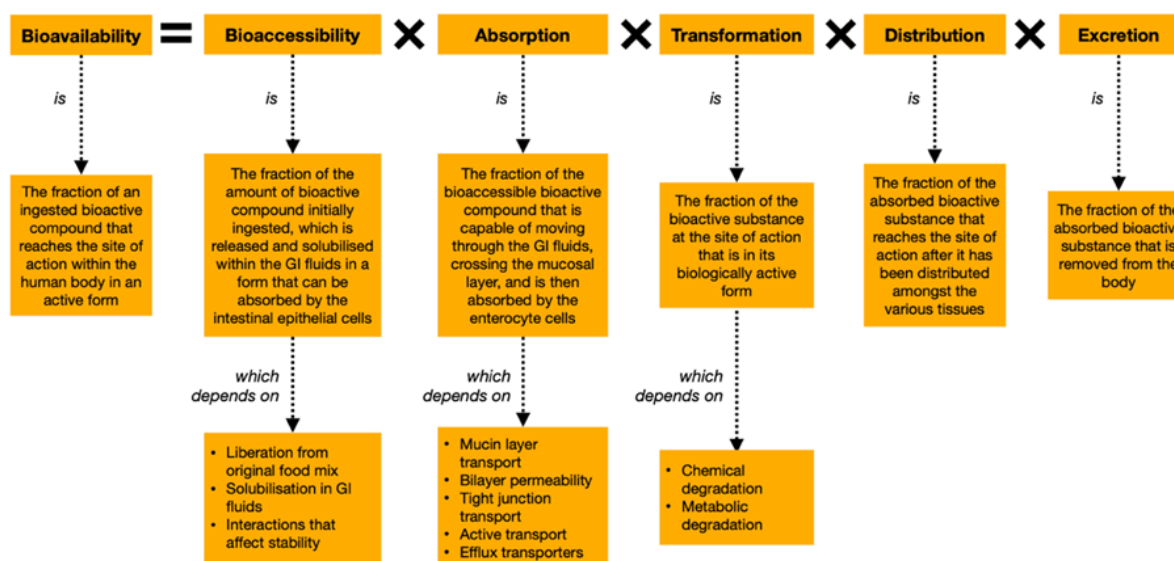 Bioavailability = Bioaccessibility × Absorption × Transformation × Distribution × Excretion
is
is
is
is
is
is
The fraction of an
ingested bioactive
compound that
reaches the site of
action within the
human body in an
active form
The fraction of the
amount of bioactive
compound initially
ingested, which is
released and solubilised
within the GI fluids in a
form that can be
absorbed by the
intestinal epithelial cells
The fraction of the
bioaccessible bioactive
compound that is
capable of moving
through the GI fluids,
crossing the mucosal
layer, and is then
absorbed by the
enterocyte cells
The fraction of the
bioactive substance
at the site of action
that is in its
biologically active
form
The fraction of the
absorbed bioactive
substance that
reaches the site of
action after it has
been distributed
amongst the
various tissues
The fraction of the
absorbed bioactive
substance that is
removed from the
body
which
depends on
which
depends on
which
depends on
• Liberation from
original food mix
• Solubilisation in GI
fluids
• Interactions that
affect stability
• Mucin layer
transport
• Bilayer permeability
• Tight junction
transport
• Active transport
• Efflux transporters
• Chemical
degradation
• Metabolic
degradation